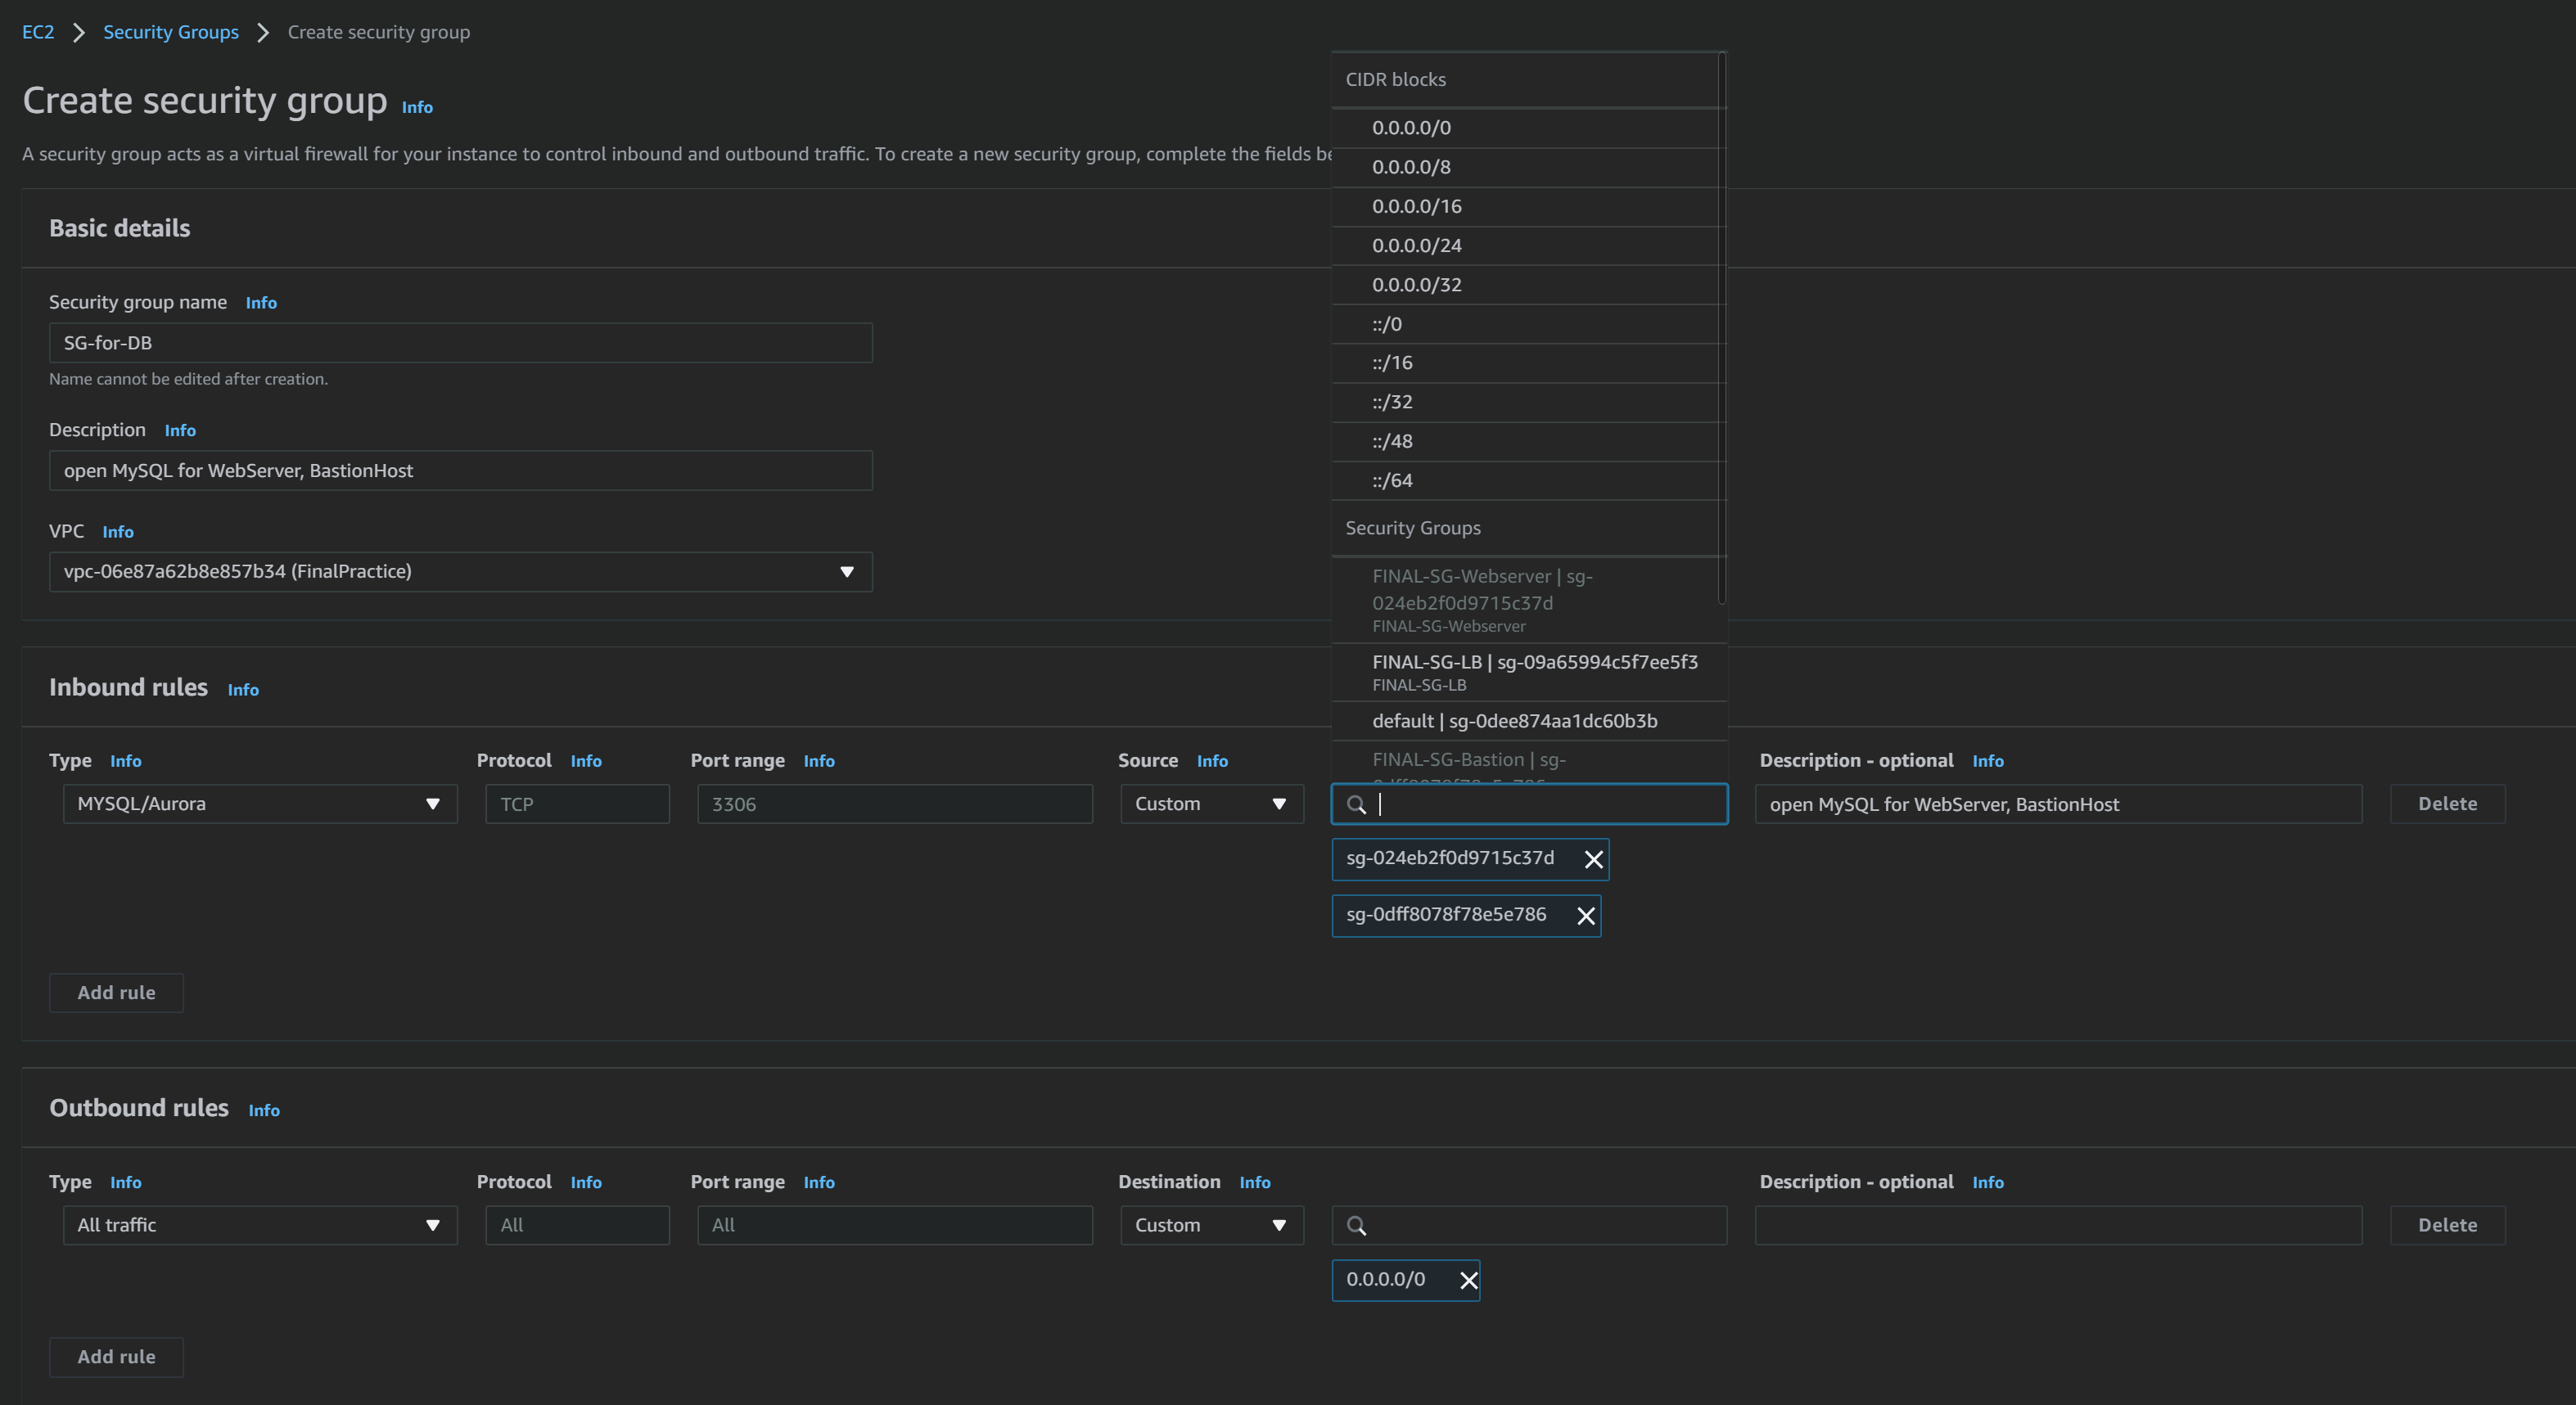 EC2 > Security Groups > Create security group
Create security group Info
A security group acts as a virtual firewall for your instance to control inbound and outbound traffic. To create a new security group, complete the fields
Basic details
Security group name Info
SG-for-DB
Name cannot be edited after creation.
Description Info
open MySQL for WebServer, BastionHost
VPC Info
vpc-06e87a62b8e857b34 (FinalPractice)
CIDR blocks
0.0.0.0/0
0.0.0.0/8
0.0.0.0/16
0.0.0.0/24
0.0.0.0/32
::/0
::/16
::/32
::/48
::/64
Security Groups
FINAL-SG-Webserver | sg-
024eb2f0d9715c37d
FINAL-SG-Webserver
FINAL-SG-LB | sg-09a65994c5f7ee5f3
FINAL-SG-LB
default | sg-0dee874aa1dc60b3b
FINAL-SG-Bastion | sg-
Inbound rules Info
Type Info Protocol Info Port range Info Source Info Description - optional Info
MYSQL/Aurora TCP 3306 Custom open MySQL for WebServer, BastionHost Delete
sg-024eb2f0d9715c37d
sg-0dff8078f78e5e786
Add rule
Outbound rules Info
Type Info Protocol Info Port range Info Destination Info Description - optional Info
All traffic All All Custom Delete
0.0.0.0/0
Add rule